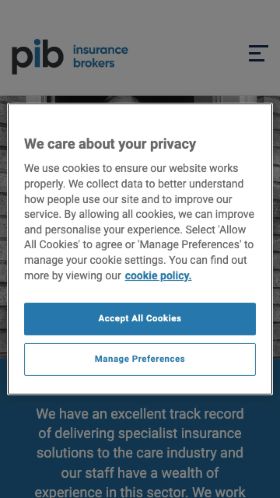 pib insurance
brokers
We care about your privacy
We use cookies to ensure our website works
properly. We collect data to better understand
how people use our site and to improve our
service. By allowing all cookies, we can improve
and personalise your experience. Select 'Allow
All Cookies' to agree or 'Manage Preferences' to
manage your cookie settings. You can find out
more by viewing our cookie policy.
Accept All Cookies
Manage Preferences
We have an excellent track record
of delivering specialist insurance
solutions to the care industry and
our staff have a wealth of
experience in this sector. We work